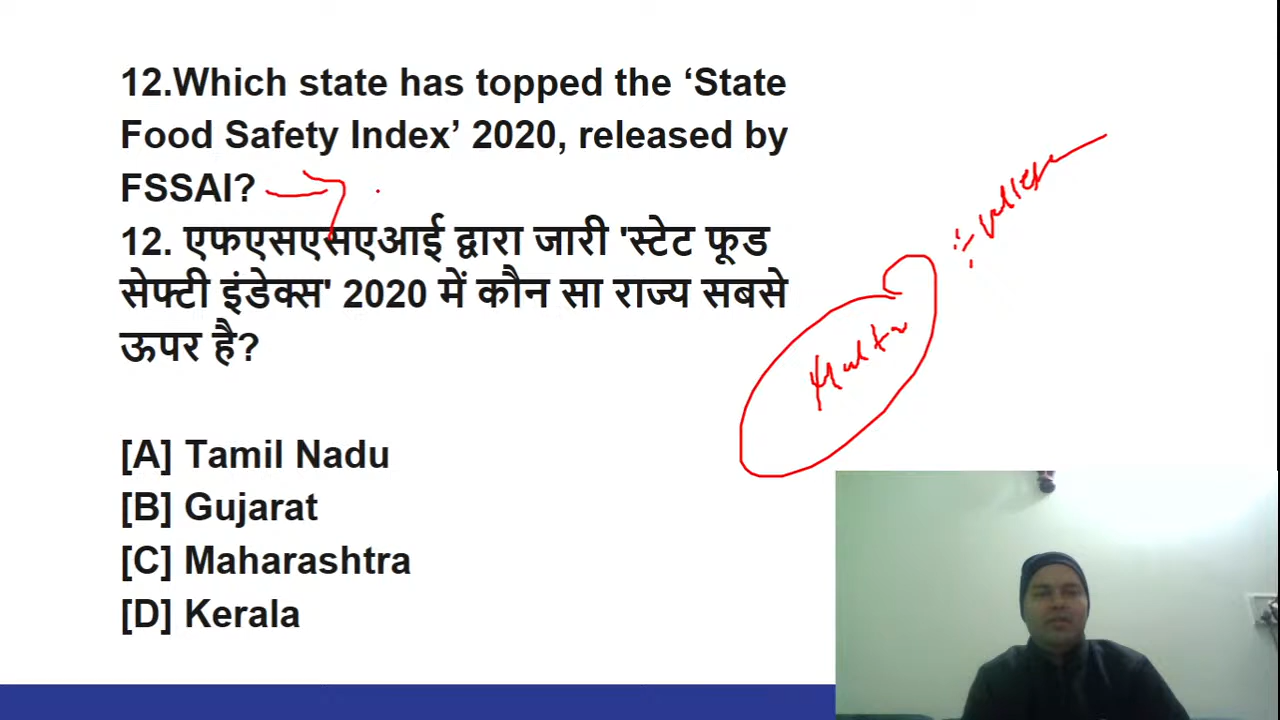 12.Which state has topped the ‘State
Food Safety Index’ 2020, released by
FSSAI?
12. एफएसएसएआई द्वारा जारी 'स्टेट फूड
सेफ्टी इंडेक्स' 2020 में कौन सा राज्य सबसे
ऊपर है?
[A] Tamil Nadu
[B] Gujarat
[C] Maharashtra
[D] Kerala